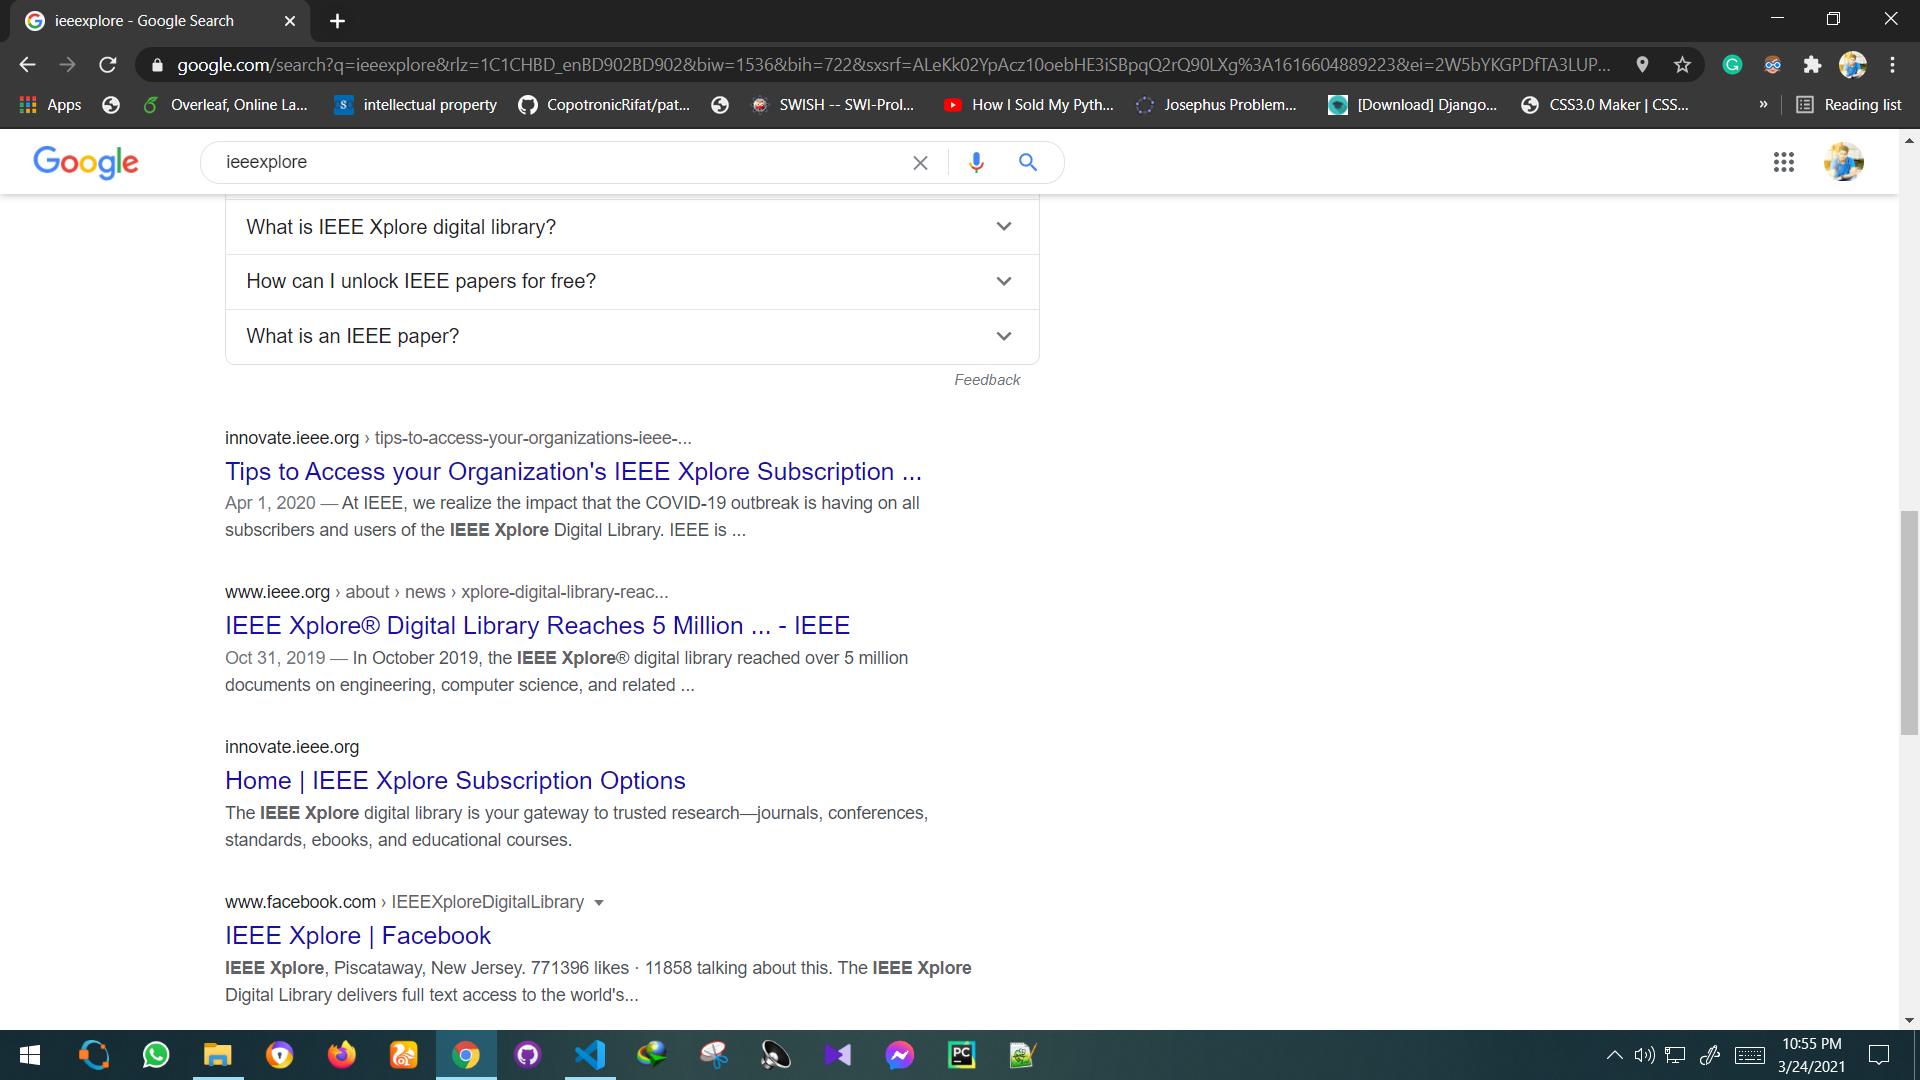 ieeexplore - Google Search
google.com/search?q=ieeexplore&rlz=1C1CHBD_enBD902BD902&biw=1536&bih=722&sxsrf=ALeKk02YpAcz10oebHE3iSBpqQ2rQ90LXg%3A1616604889223&ei=2W5bYKGPDfTA3LUP...
Apps Overleaf, Online La... intellectual property CopotronicRifat/pat... SWISH -- SWI-Prol... How I Sold My Pyth... Josephus Problem... [Download] Django... CSS3.0 Maker | CSS... » Reading list
Google ieeexplore
What is IEEE Xplore digital library?
How can I unlock IEEE papers for free?
What is an IEEE paper?
Feedback
innovate.ieee.org › tips-to-access-your-organizations-ieee-...
Tips to Access your Organization's IEEE Xplore Subscription ...
Apr 1, 2020 — At IEEE, we realize the impact that the COVID-19 outbreak is having on all
subscribers and users of the IEEE Xplore Digital Library. IEEE is ...
www.ieee.org › about › news › xplore-digital-library-reac...
IEEE Xplore® Digital Library Reaches 5 Million ... - IEEE
Oct 31, 2019 — In October 2019, the IEEE Xplore® digital library reached over 5 million
documents on engineering, computer science, and related ...
innovate.ieee.org
Home | IEEE Xplore Subscription Options
The IEEE Xplore digital library is your gateway to trusted research—journals, conferences,
standards, ebooks, and educational courses.
www.facebook.com › IEEEXploreDigitalLibrary
IEEE Xplore | Facebook
IEEE Xplore, Piscataway, New Jersey. 771396 likes · 11858 talking about this. The IEEE Xplore
Digital Library delivers full text access to the world's...
PC
10:55 PM
3/24/2021